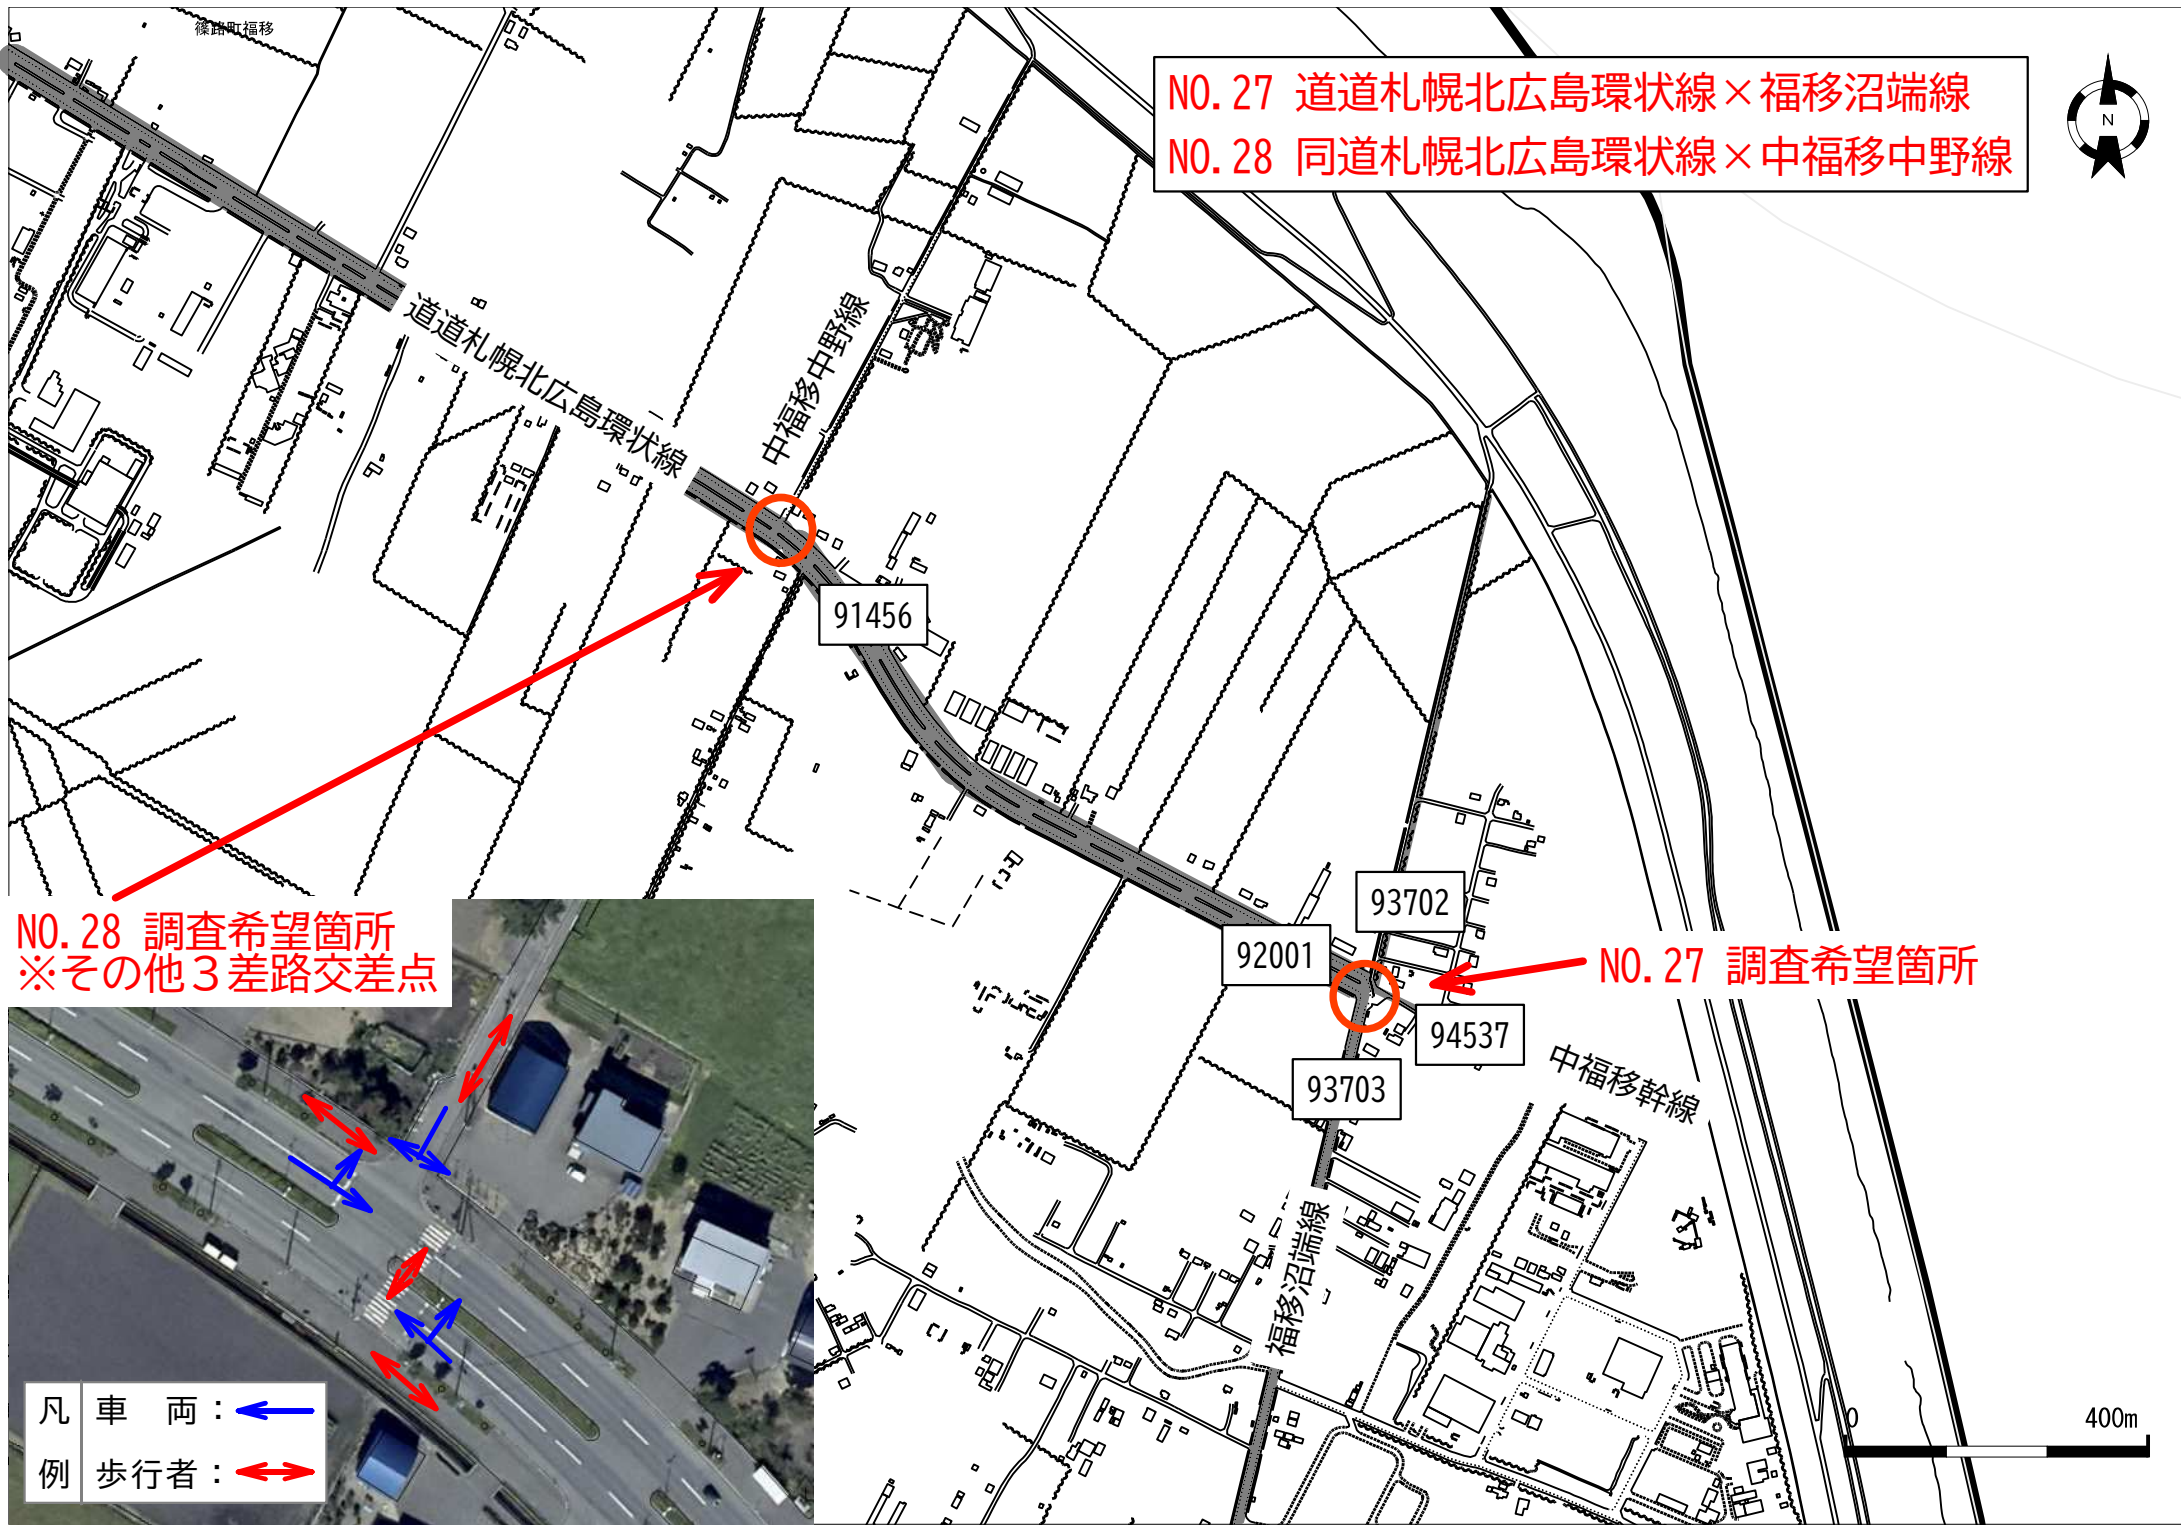 篠路町福移
NO.27 道道札幌北広島環状線×福移沼端線
NO.28 同道札幌北広島環状線×中福移中野線
N
道道札幌北広島環状線
中福移中野線
91456
93702
92001
NO.27 調査希望箇所
94537
93703
中福移幹線
福移沼端線
NO.28 調査希望箇所
※その他3差路交差点
凡例
車 両：
歩行者：
0 400m